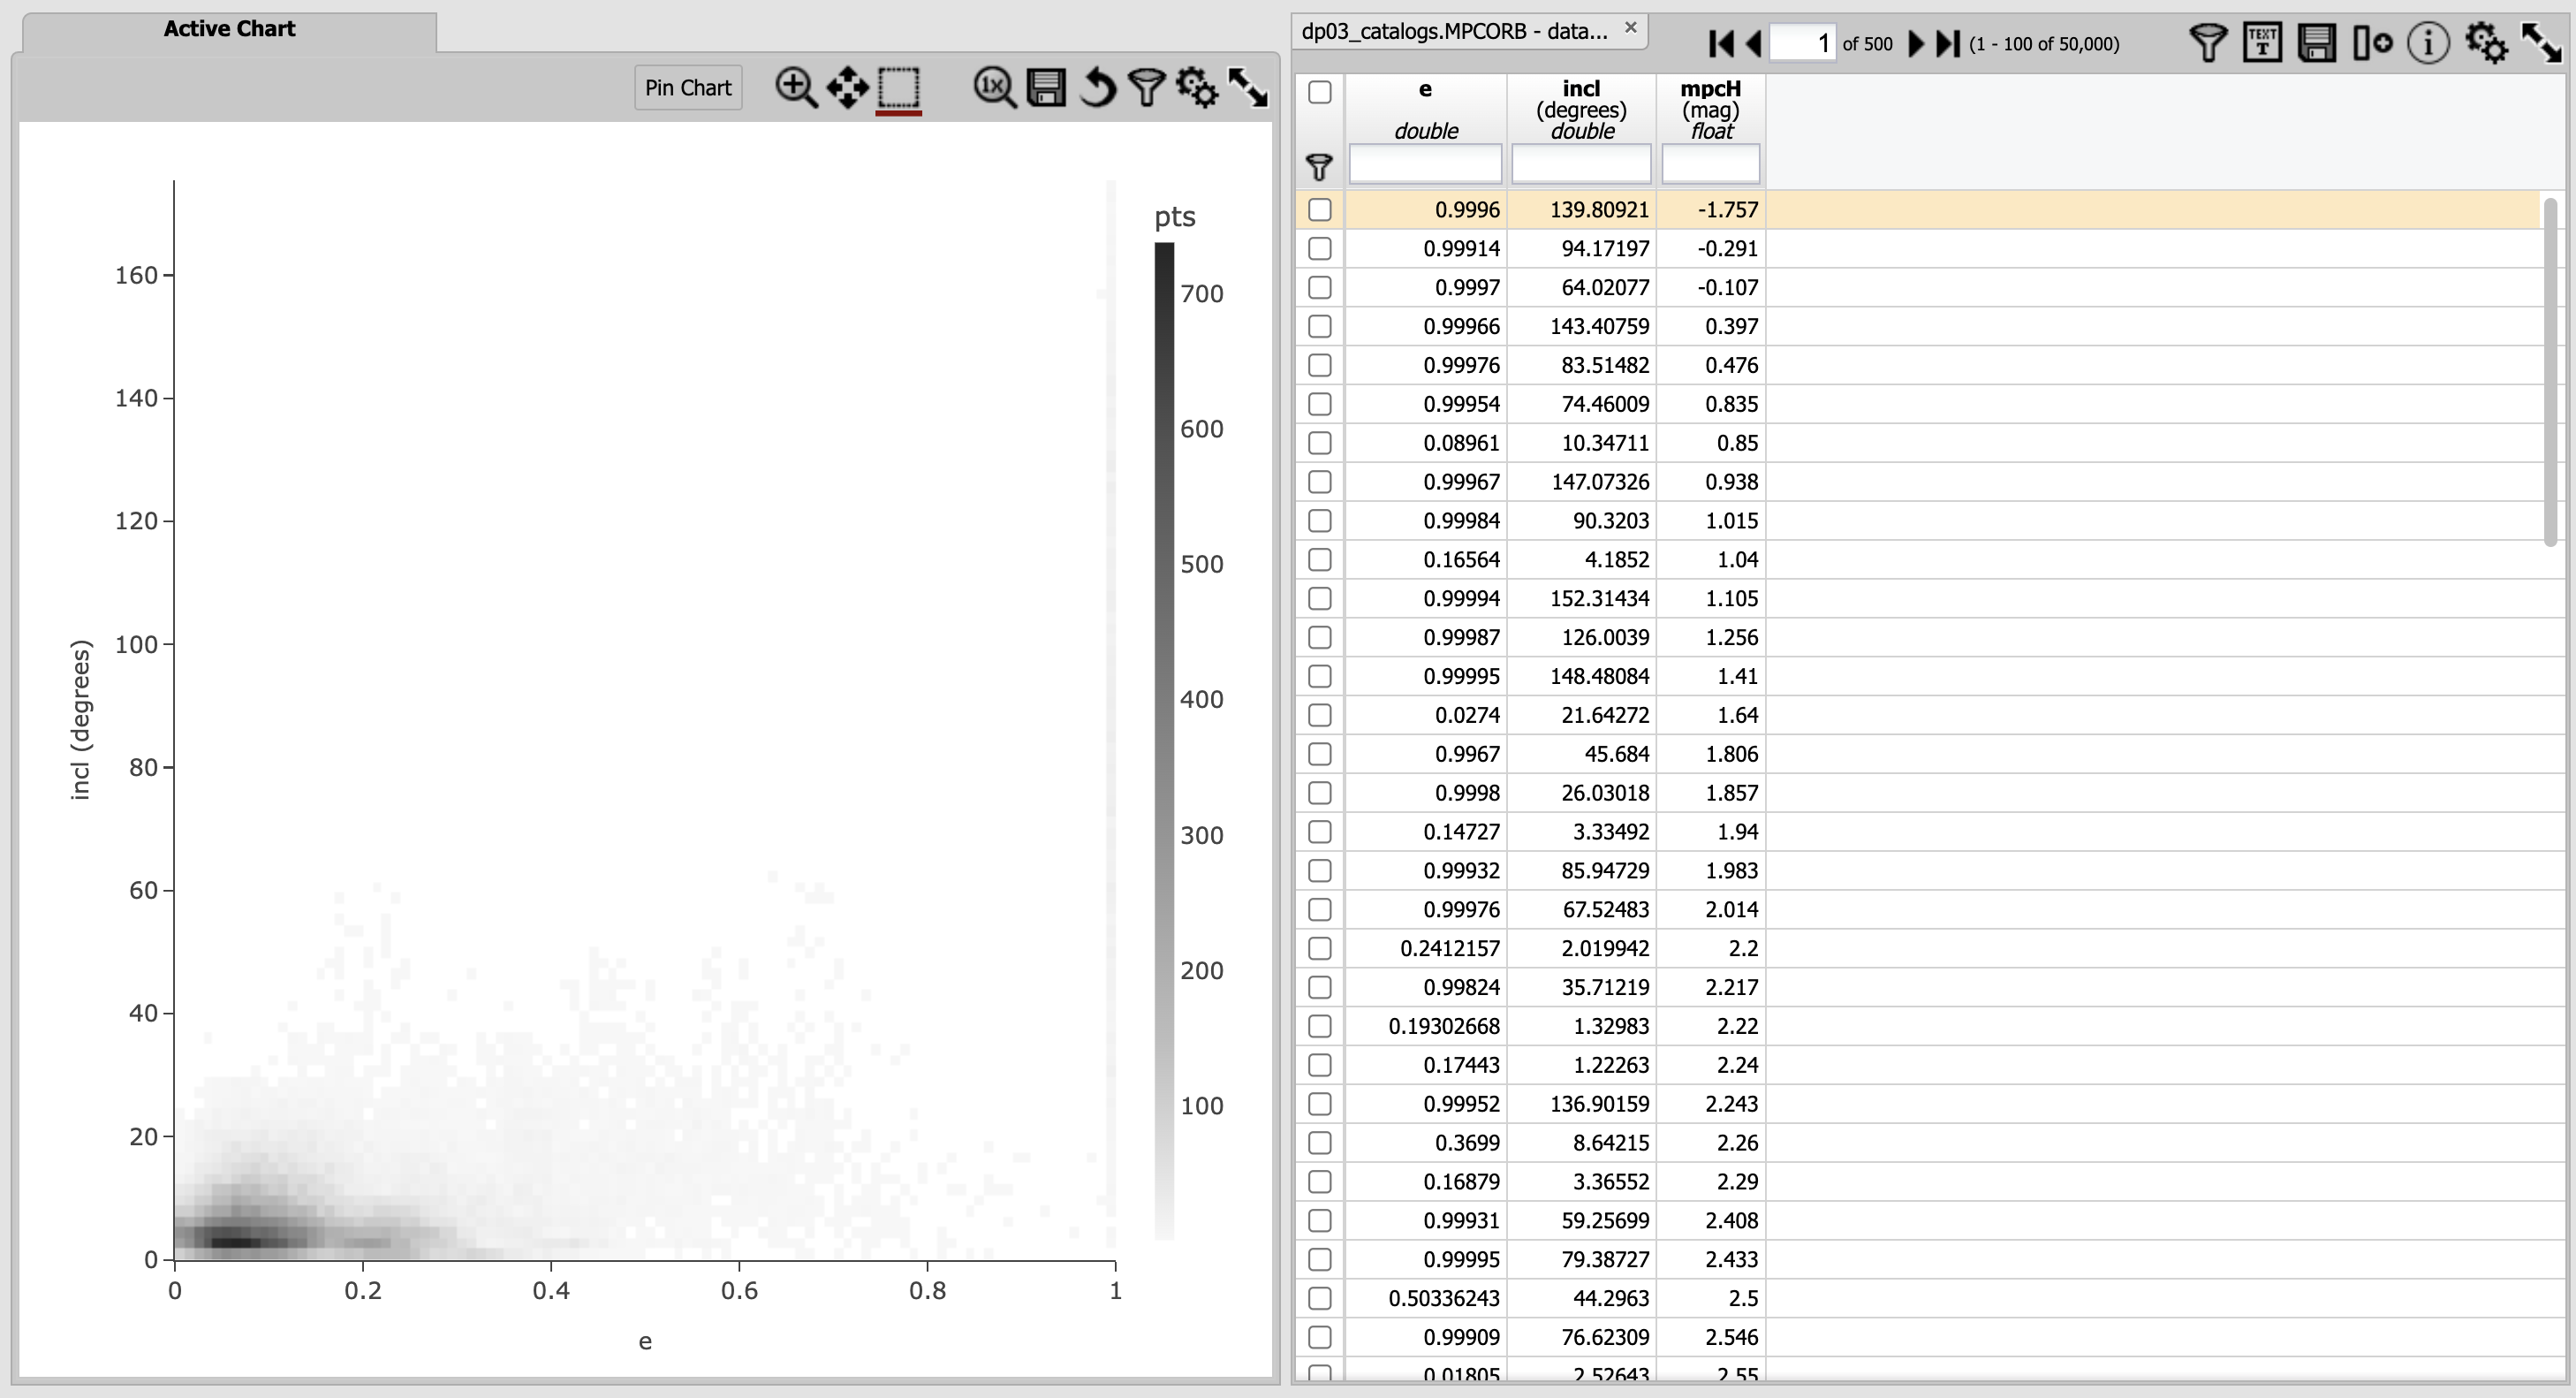 Active Chart
Pin Chart
1x
pts
700
600
500
400
300
200
100
160
140
120
100
80
60
40
20
0
incl (degrees)
0 0.2 0.4 0.6 0.8 1
e
dp03_catalogs.MPCORB - data... ×
1 of 500 (1 - 100 of 50,000)
TEXT T
i
e incl mpcH
(degrees) (mag)
double double float
0.9996 139.80921 -1.757
0.99914 94.17197 -0.291
0.9997 64.02077 -0.107
0.99966 143.40759 0.397
0.99976 83.51482 0.476
0.99954 74.46009 0.835
0.08961 10.34711 0.85
0.99967 147.07326 0.938
0.99984 90.3203 1.015
0.16564 4.1852 1.04
0.99994 152.31434 1.105
0.99987 126.0039 1.256
0.99995 148.48084 1.41
0.0274 21.64272 1.64
0.9967 45.684 1.806
0.9998 26.03018 1.857
0.14727 3.33492 1.94
0.99932 85.94729 1.983
0.99976 67.52483 2.014
0.2412157 2.019942 2.2
0.99824 35.71219 2.217
0.19302668 1.32983 2.22
0.17443 1.22263 2.24
0.99952 136.90159 2.243
0.3699 8.64215 2.26
0.16879 3.36552 2.29
0.99931 59.25699 2.408
0.99995 79.38727 2.433
0.50336243 44.2963 2.5
0.99909 76.62309 2.546
0.01805 2.52643 2.55